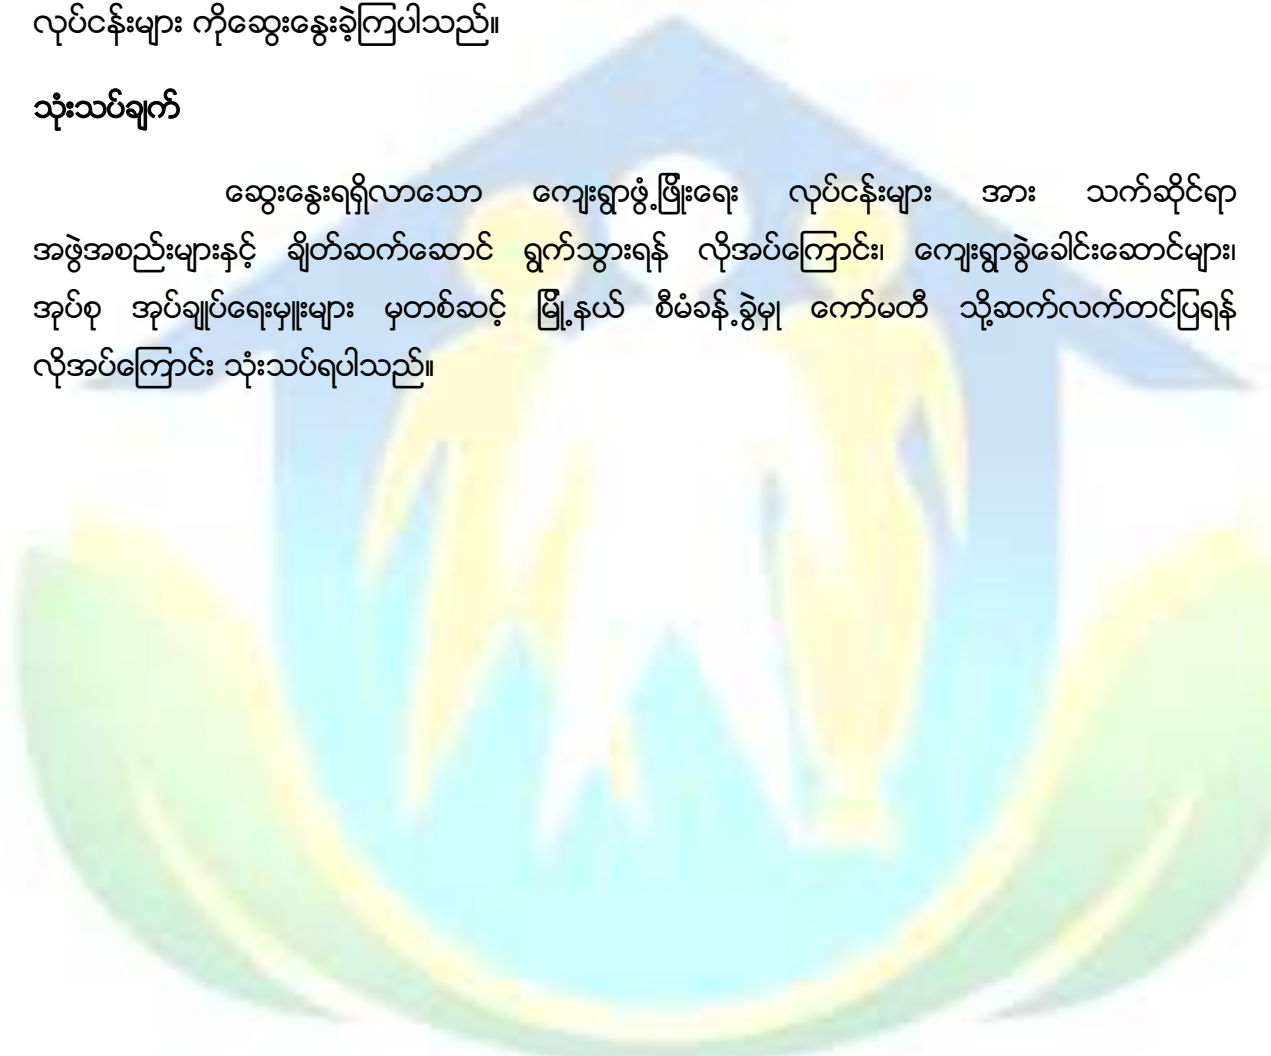 လုပ်ငန်းများ ကိုဆွေးနွေးခဲ့ကြပါသည်။
သုံးသပ်ချက်
ဆွေးနွေးရရှိလာသော ကျေးရွာဖွံ့ဖြိုးရေး လုပ်ငန်းများ အား သက်ဆိုင်ရာ
အဖွဲအစည်းများနှင့် ချိတ်ဆက်ဆောင် ရွက်သွားရန် လိုအပ်ကြောင်း၊ ကျေးရွာခွဲခေါင်းဆောင်များ၊
အုပ်စု အုပ်ချုပ်ရေးမှူးများ မှတစ်ဆင့် မြို့နယ် စီမံခန့်ခွဲမှု ကော်မတီ သို့ဆက်လက်တင်ပြရန်
လိုအပ်ကြောင်း သုံးသပ်ရပါသည်။